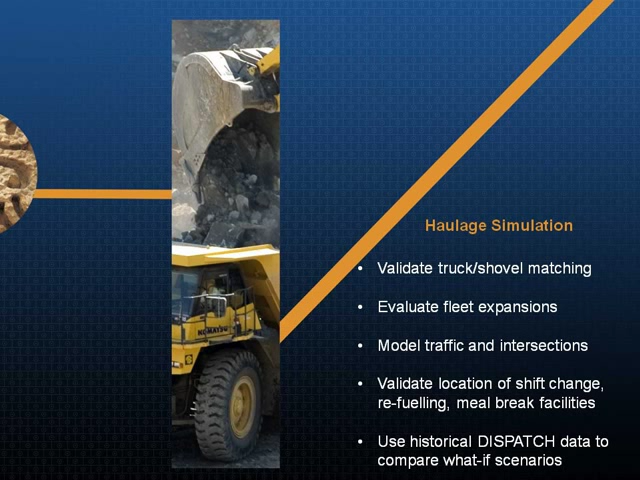 Haulage Simulation
• Validate truck/shovel matching
• Evaluate fleet expansions
• Model traffic and intersections
• Validate location of shift change,
re-fuelling, meal break facilities
• Use historical DISPATCH data to
compare what-if scenarios
KOMATSU